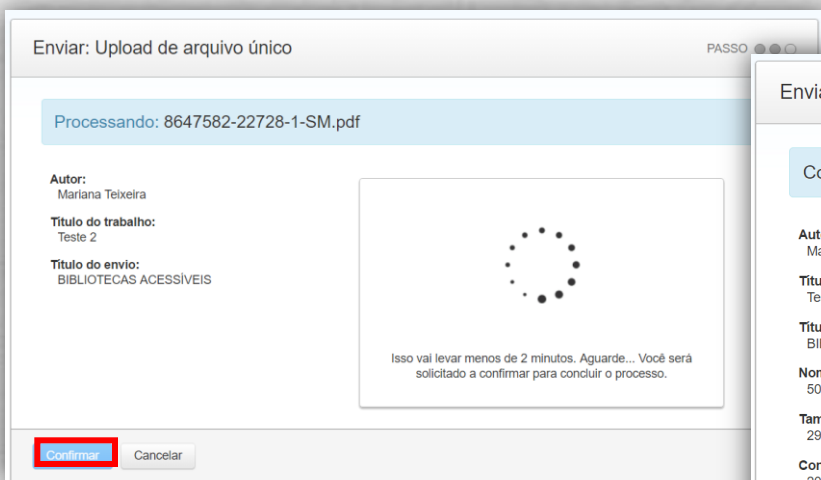 Enviar: Upload de arquivo único
PASSO
Processando: 8647582-22728-1-SM.pdf
Autor:
Mariana Teixeira
Título do trabalho:
Teste 2
Título do envio:
BIBLIOTECAS ACESSÍVEIS
Isso vai levar menos de 2 minutos. Aguarde... Você será
solicitado a confirmar para concluir o processo.
Confirmar
Cancelar